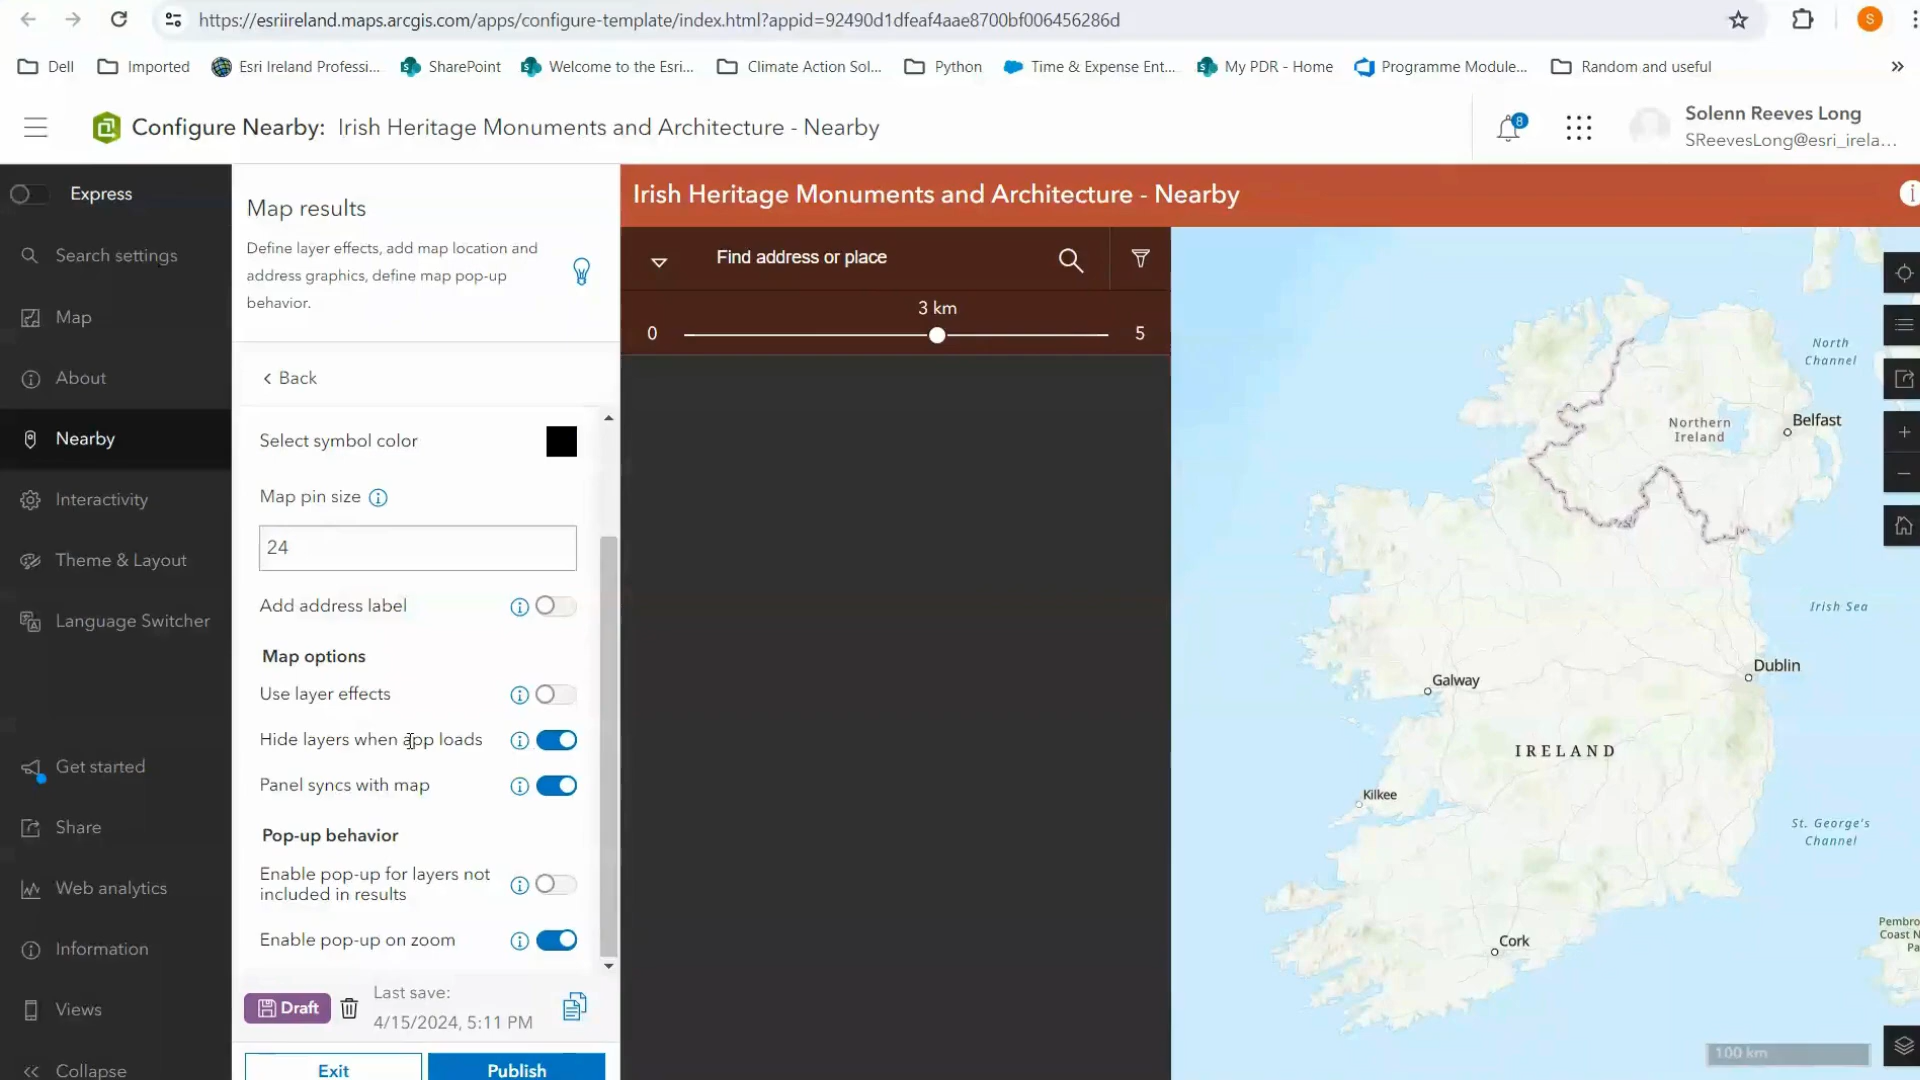 https://esriireland.maps.arcgis.com/apps/configure-template/index.html?appid=92490d1dfeaf4aae8700bf006456286d
S
Dell
Imported
Esri Ireland Professi...
SharePoint
Welcome to the Esri...
Climate Action Sol...
Python
Time & Expense Ent...
My PDR - Home
Programme Module...
Random and useful
Configure Nearby: Irish Heritage Monuments and Architecture - Nearby
8
Solenn Reeves Long
SReevesLong@esri_irela...
Express
Search settings
Map
About
Nearby
Interactivity
Theme & Layout
Language Switcher
Get started
Share
Web analytics
Information
Views
Collapse
Map results
Define layer effects, add map location and
address graphics, define map pop-up
behavior.
Back
Select symbol color
Map pin size
24
Add address label
Map options
Use layer effects
Hide layers when app loads
Panel syncs with map
Pop-up behavior
Enable pop-up for layers not
included in results
Enable pop-up on zoom
Draft
Last save:
4/15/2024, 5:11 PM
Exit
Publish
Irish Heritage Monuments and Architecture - Nearby
Find address or place
3 km
0
5
North
Channel
Northern
Ireland
Belfast
Irish Sea
Dublin
Galway
IRELAND
Kilkee
St. George's
Channel
Cork
Pembro
Coast N
Pa
100 km